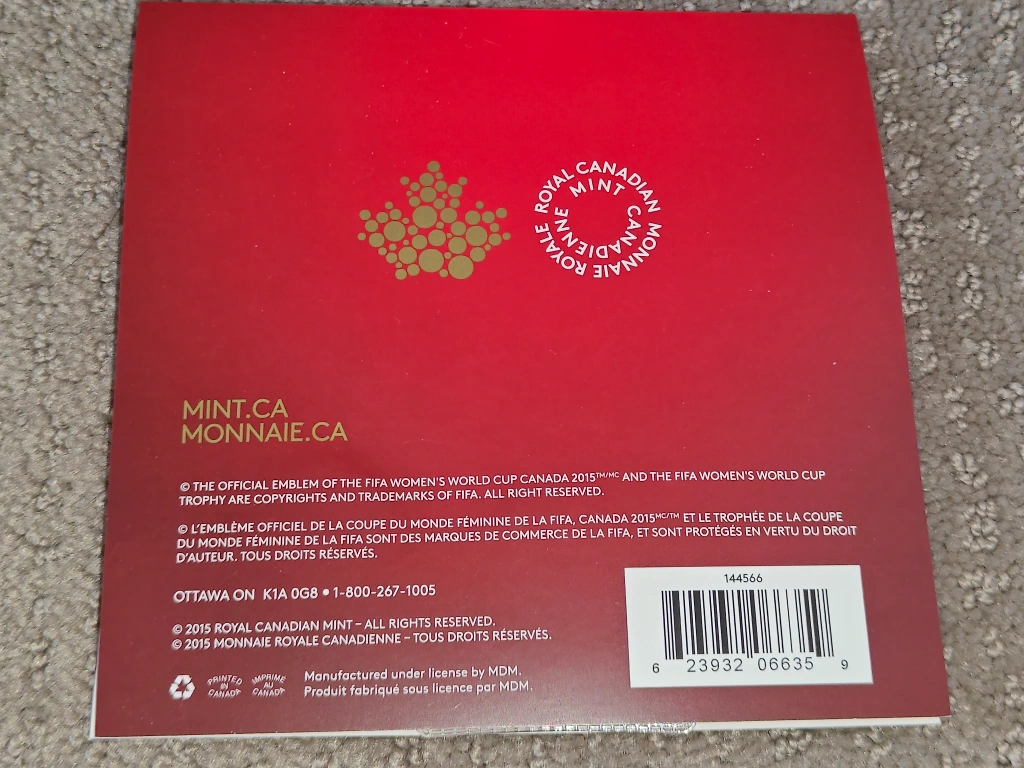 ROYAL CANADIAN MINT
MONNAIE ROYALE CANADIENNE
MINT.CA
MONNAIE.CA
© THE OFFICIAL EMBLEM OF THE FIFA WOMEN'S WORLD CUP CANADA 2015™/MC AND THE FIFA WOMEN'S WORLD CUP
TROPHY ARE COPYRIGHTS AND TRADEMARKS OF FIFA. ALL RIGHT RESERVED.
© L'EMBLÈME OFFICIEL DE LA COUPE DU MONDE FÉMININE DE LA FIFA, CANADA 2015MC/™ ET LE TROPHÉE DE LA COUPE
DU MONDE FÉMININE DE LA FIFA SONT DES MARQUES DE COMMERCE DE LA FIFA, ET SONT PROTÉGÉS EN VERTU DU DROIT
D'AUTEUR. TOUS DROITS RÉSERVÉS.
OTTAWA ON K1A 0G8 • 1-800-267-1005
© 2015 ROYAL CANADIAN MINT – ALL RIGHTS RESERVED.
© 2015 MONNAIE ROYALE CANADIENNE – TOUS DROITS RÉSERVÉS.
PRINTED IN CANADA
IMPRIMÉ AU CANADA
Manufactured under license by MDM.
Produit fabriqué sous licence par MDM.
144566
6 23932 06635 9